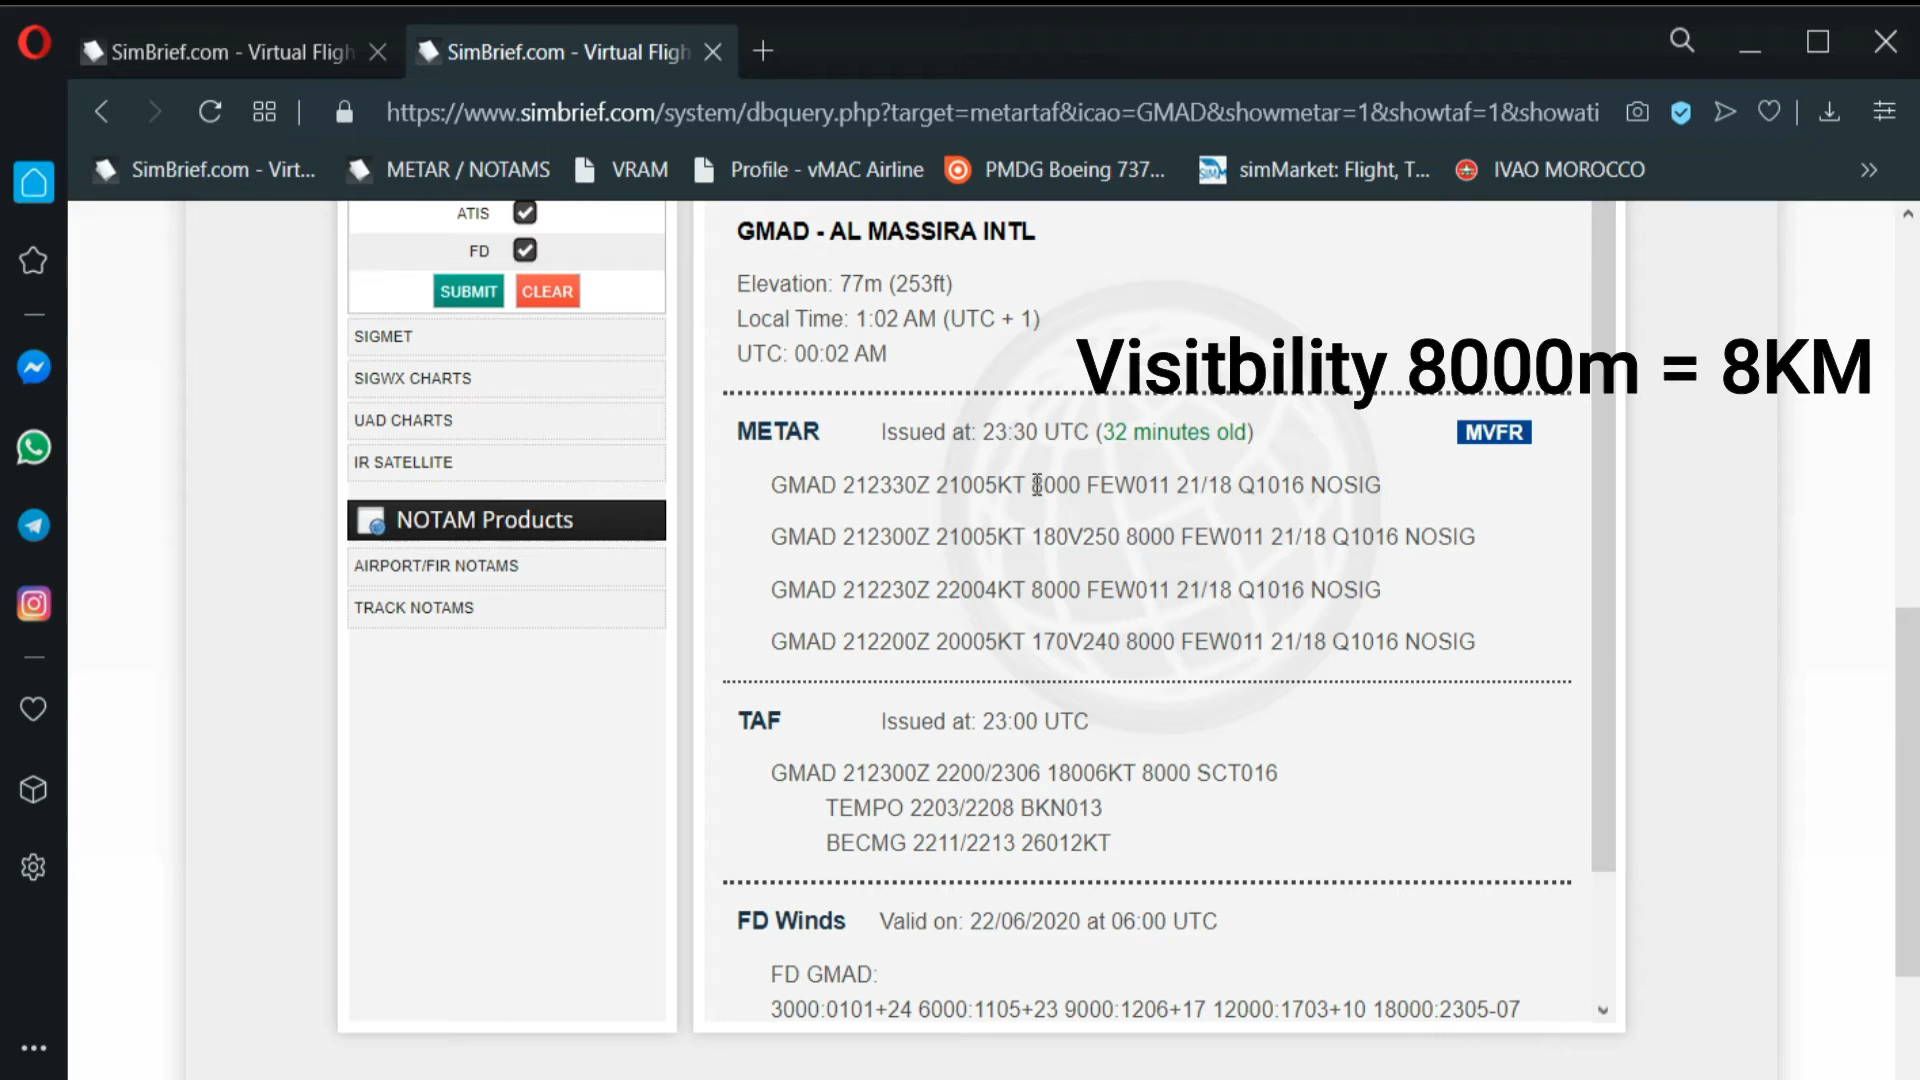 SimBrief.com - Virtual Fligh
SimBrief.com - Virtual Fligh
https://www.simbrief.com/system/dbquery.php?target=metartaf&icao=GMAD&showmetar=1&showtaf=1&showati
SimBrief.com - Virt... METAR / NOTAMS VRAM Profile - vMAC Airline PMDG Boeing 737... simMarket: Flight, T... IVAO MOROCCO
ATIS
FD
SUBMIT CLEAR
SIGMET
SIGWX CHARTS
UAD CHARTS
IR SATELLITE
NOTAM Products
AIRPORT/FIR NOTAMS
TRACK NOTAMS
GMAD - AL MASSIRA INTL
Elevation: 77m (253ft)
Local Time: 1:02 AM (UTC + 1)
UTC: 00:02 AM
Visitbility 8000m = 8KM
METAR Issued at: 23:30 UTC (32 minutes old) MVFR
GMAD 212330Z 21005KT 8000 FEW011 21/18 Q1016 NOSIG
GMAD 212300Z 21005KT 180V250 8000 FEW011 21/18 Q1016 NOSIG
GMAD 212230Z 22004KT 8000 FEW011 21/18 Q1016 NOSIG
GMAD 212200Z 20005KT 170V240 8000 FEW011 21/18 Q1016 NOSIG
TAF Issued at: 23:00 UTC
GMAD 212300Z 2200/2306 18006KT 8000 SCT016
TEMPO 2203/2208 BKN013
BECMG 2211/2213 26012KT
FD Winds Valid on: 22/06/2020 at 06:00 UTC
FD GMAD:
3000:0101+24 6000:1105+23 9000:1206+17 12000:1703+10 18000:2305-07